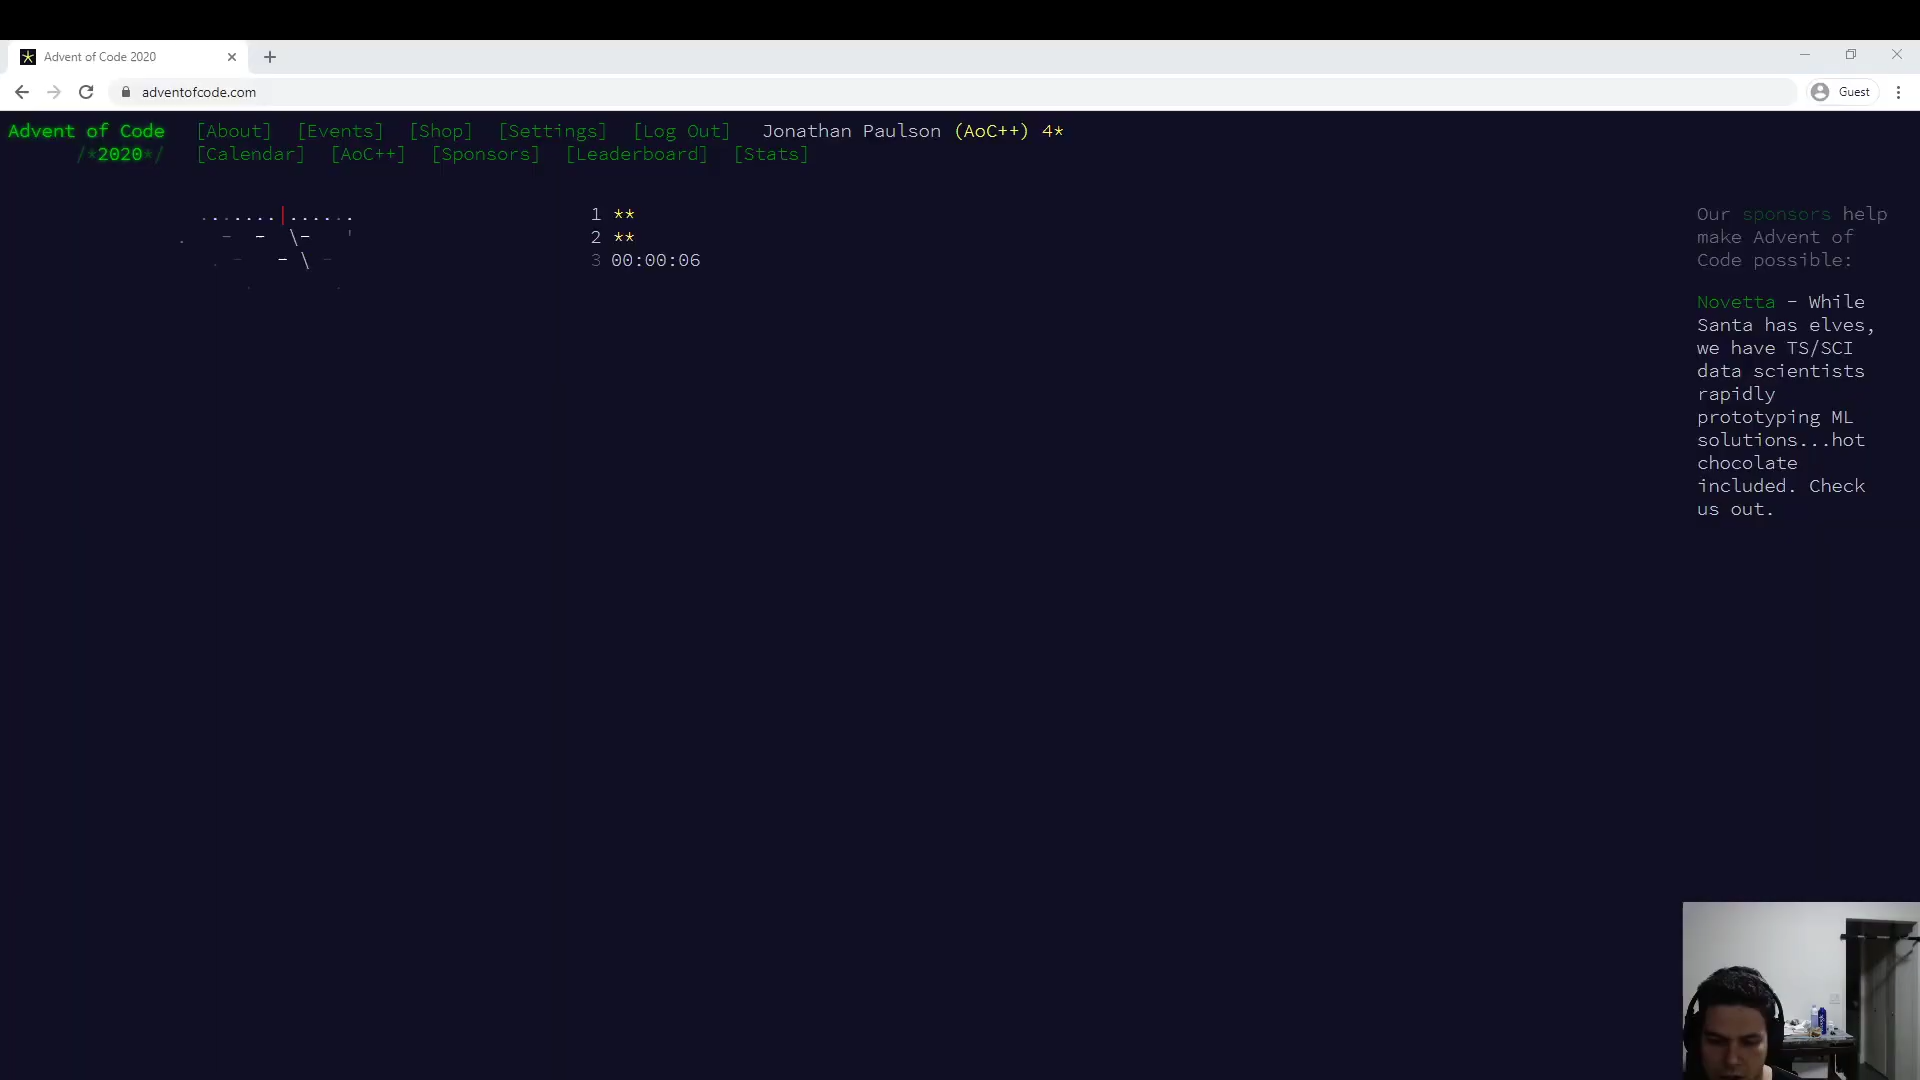 Advent of Code 2020
adventofcode.com
Guest
Advent of Code [About] [Events] [Shop] [Settings] [Log Out] Jonathan Paulson (AoC++) 4*
/*2020*/ [Calendar] [AoC++] [Sponsors] [Leaderboard] [Stats]
1 **
2 **
3 00:00:06
Our sponsors help
make Advent of
Code possible:
Novetta - While
Santa has elves,
we have TS/SCI
data scientists
rapidly
prototyping ML
solutions...hot
chocolate
included. Check
us out.